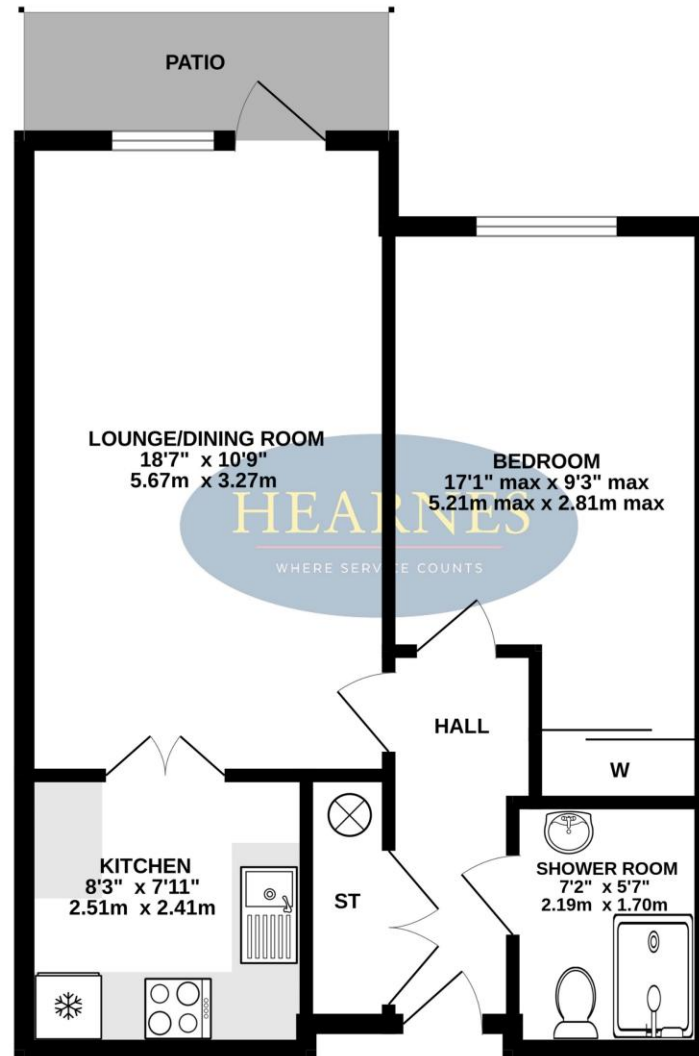 PATIO
LOUNGE/DINING ROOM
18'7" x 10'9"
5.67m x 3.27m
BEDROOM
17'1" max x 9'3" max
5.21m max x 2.81m max
HEARNES
WHERE SERVICE COUNTS
HALL
W
KITCHEN
8'3" x 7'11"
2.51m x 2.41m
ST
SHOWER ROOM
7'2" x 5'7"
2.19m x 1.70m